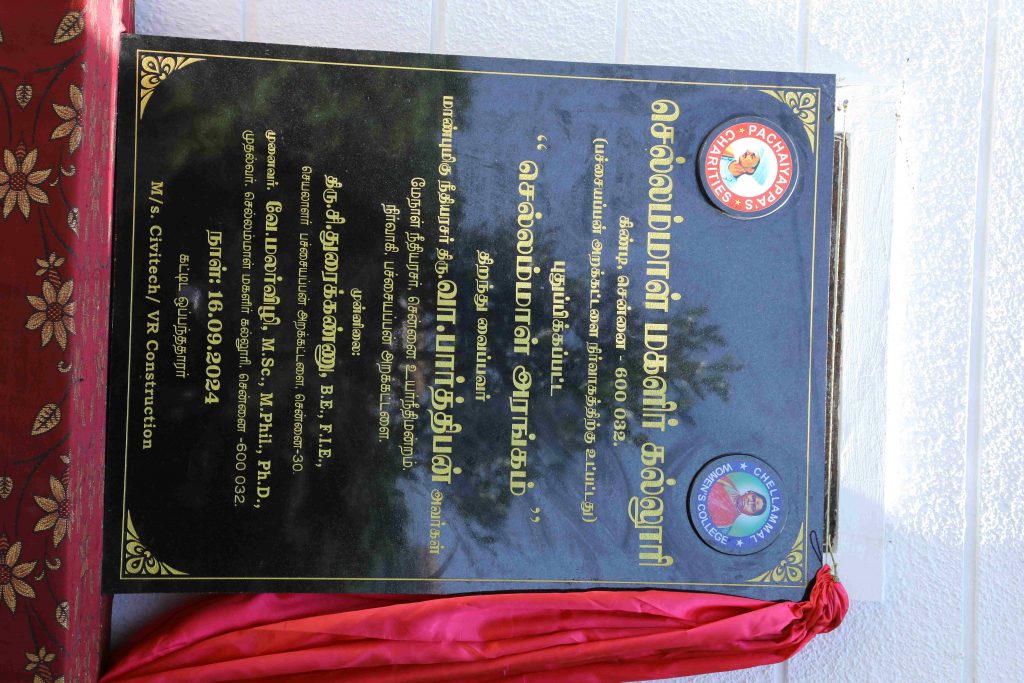 PACHAIYAPPA'S CHARITIES
CHELLAMMAL WOMEN'S COLLEGE
செல்லம்மாள் மகளிர் கல்லூரி
கிண்டி, சென்னை - 600 032.
(பச்சையப்பன் அறக்கட்டளை நிர்வாகத்திற்கு உட்பட்டது)
புதுப்பிக்கப்பட்ட
“ செல்லம்மாள் அரங்கம் ”
திறந்து வைப்பவர்
மாண்புமிகு நீதியரசர் திரு.வா.பார்த்திபன் அவர்கள்
மேனாள் நீதியரசர், சென்னை உயர்நீதிமன்றம்,
நிர்வாகி, பச்சையப்பன் அறக்கட்டளை.
முன்னிலை:
திரு.சி.துரைக்கண்ணு, B.E., F.I.E.,
செயலாளர் பச்சையப்பன் அறக்கட்டளை, சென்னை-30.
முனைவர். வே.மலர்விழி, M.Sc., M.Phil., Ph.D.,
முதல்வர், செல்லம்மாள் மகளிர் கல்லூரி, சென்னை -600 032.
நாள்: 16.09.2024
கட்டட ஒப்பந்ததாரர்
M/s. Civitech/ VR Construction